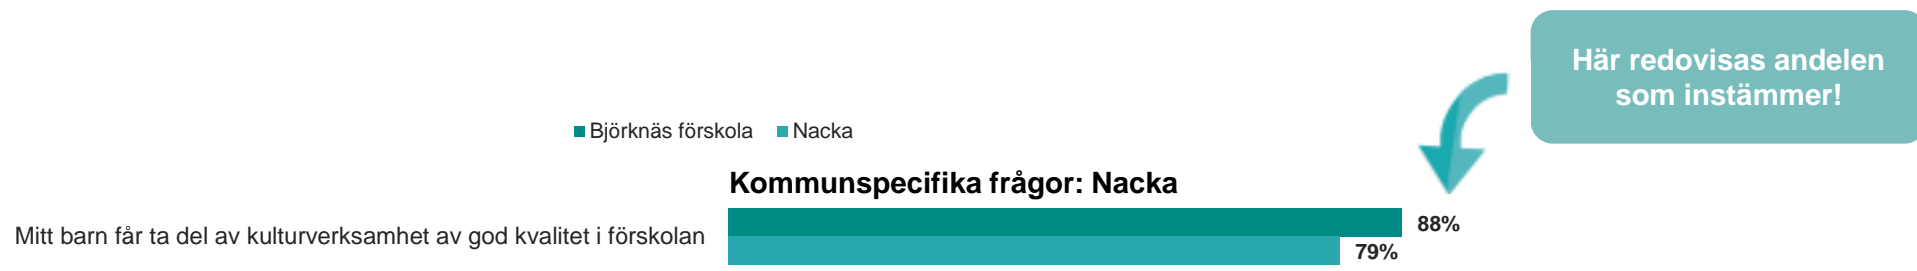 Här redovisas andelen
som instämmer!
Björknäs förskola Nacka
Kommunspecifika frågor: Nacka
Mitt barn får ta del av kulturverksamhet av god kvalitet i förskolan
88%
79%